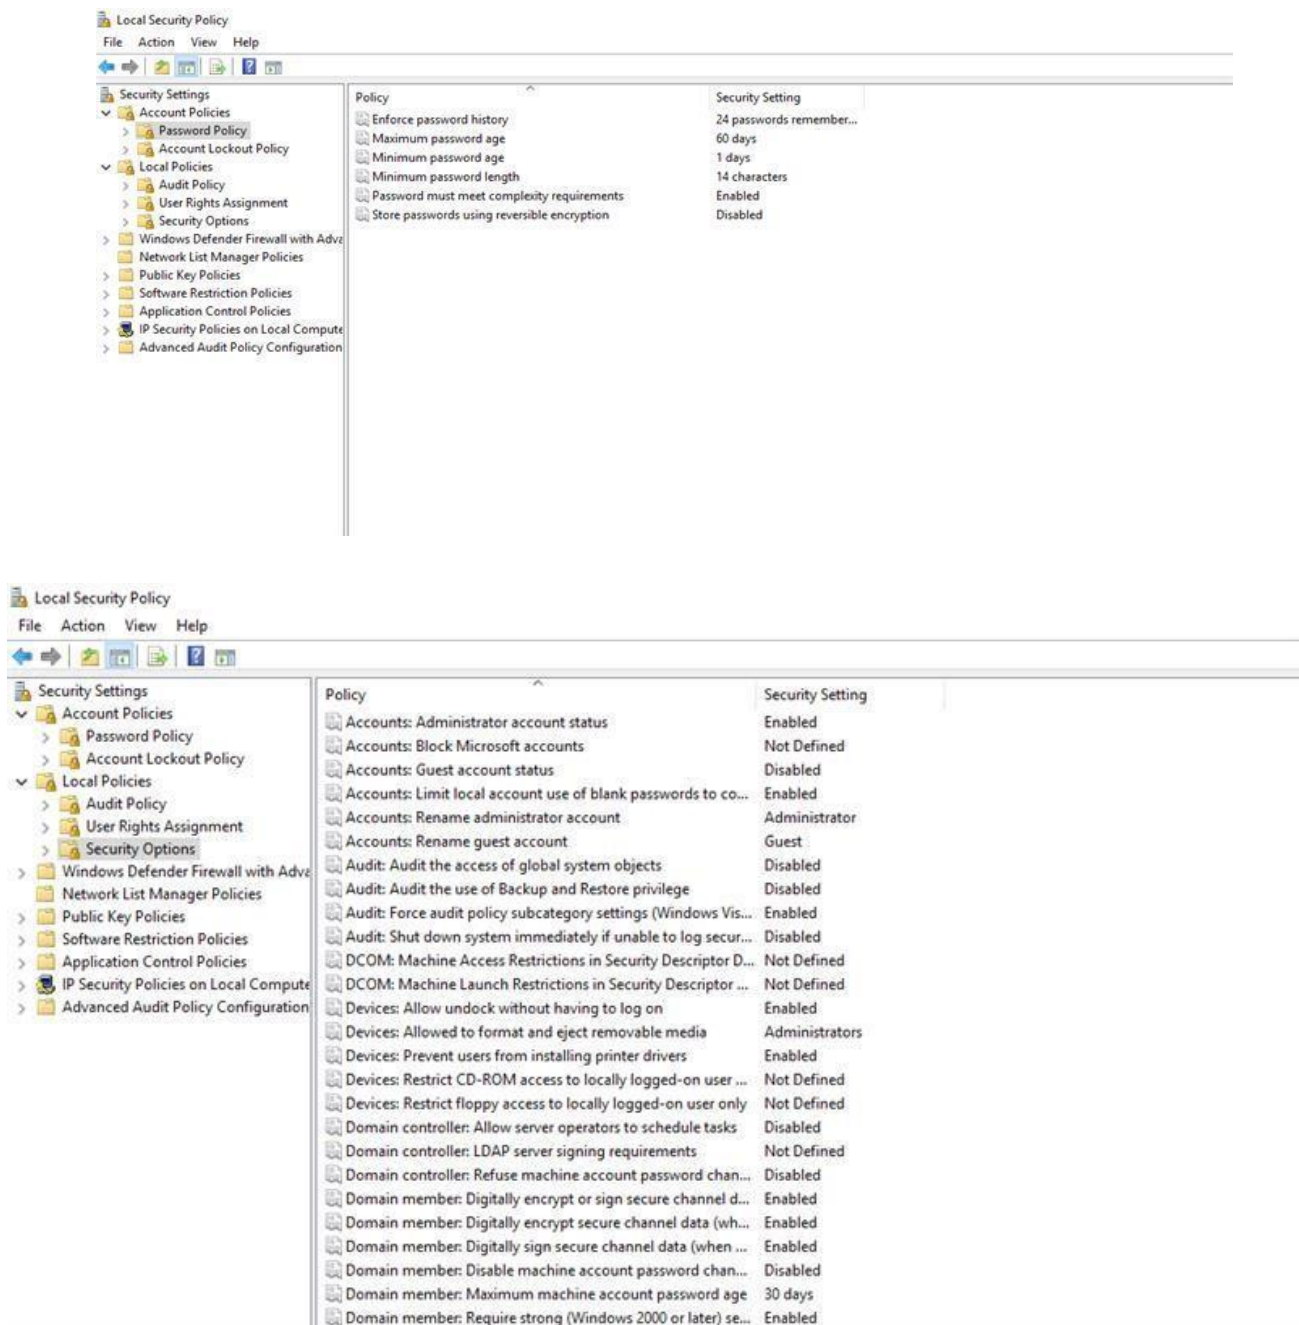 Local Security Policy
File Action View Help
Security Settings
Account Policies
Password Policy
Account Lockout Policy
Local Policies
Audit Policy
User Rights Assignment
Security Options
Windows Defender Firewall with Adva
Network List Manager Policies
Public Key Policies
Software Restriction Policies
Application Control Policies
IP Security Policies on Local Compute
Advanced Audit Policy Configuration
Policy Security Setting
Enforce password history 24 passwords remember...
Maximum password age 60 days
Minimum password age 1 days
Minimum password length 14 characters
Password must meet complexity requirements Enabled
Store passwords using reversible encryption Disabled
Local Security Policy
File Action View Help
Security Settings
Account Policies
Password Policy
Account Lockout Policy
Local Policies
Audit Policy
User Rights Assignment
Security Options
Windows Defender Firewall with Adva
Network List Manager Policies
Public Key Policies
Software Restriction Policies
Application Control Policies
IP Security Policies on Local Compute
Advanced Audit Policy Configuration
Policy Security Setting
Accounts: Administrator account status Enabled
Accounts: Block Microsoft accounts Not Defined
Accounts: Guest account status Disabled
Accounts: Limit local account use of blank passwords to co... Enabled
Accounts: Rename administrator account Administrator
Accounts: Rename guest account Guest
Audit: Audit the access of global system objects Disabled
Audit: Audit the use of Backup and Restore privilege Disabled
Audit: Force audit policy subcategory settings (Windows Vis... Enabled
Audit: Shut down system immediately if unable to log secur... Disabled
DCOM: Machine Access Restrictions in Security Descriptor D... Not Defined
DCOM: Machine Launch Restrictions in Security Descriptor ... Not Defined
Devices: Allow undock without having to log on Enabled
Devices: Allowed to format and eject removable media Administrators
Devices: Prevent users from installing printer drivers Enabled
Devices: Restrict CD-ROM access to locally logged-on user ... Not Defined
Devices: Restrict floppy access to locally logged-on user only Not Defined
Domain controller: Allow server operators to schedule tasks Disabled
Domain controller: LDAP server signing requirements Not Defined
Domain controller: Refuse machine account password chan... Disabled
Domain member: Digitally encrypt or sign secure channel d... Enabled
Domain member: Digitally encrypt secure channel data (wh... Enabled
Domain member: Digitally sign secure channel data (when ... Enabled
Domain member: Disable machine account password chan... Disabled
Domain member: Maximum machine account password age 30 days
Domain member: Require strong (Windows 2000 or later) se... Enabled